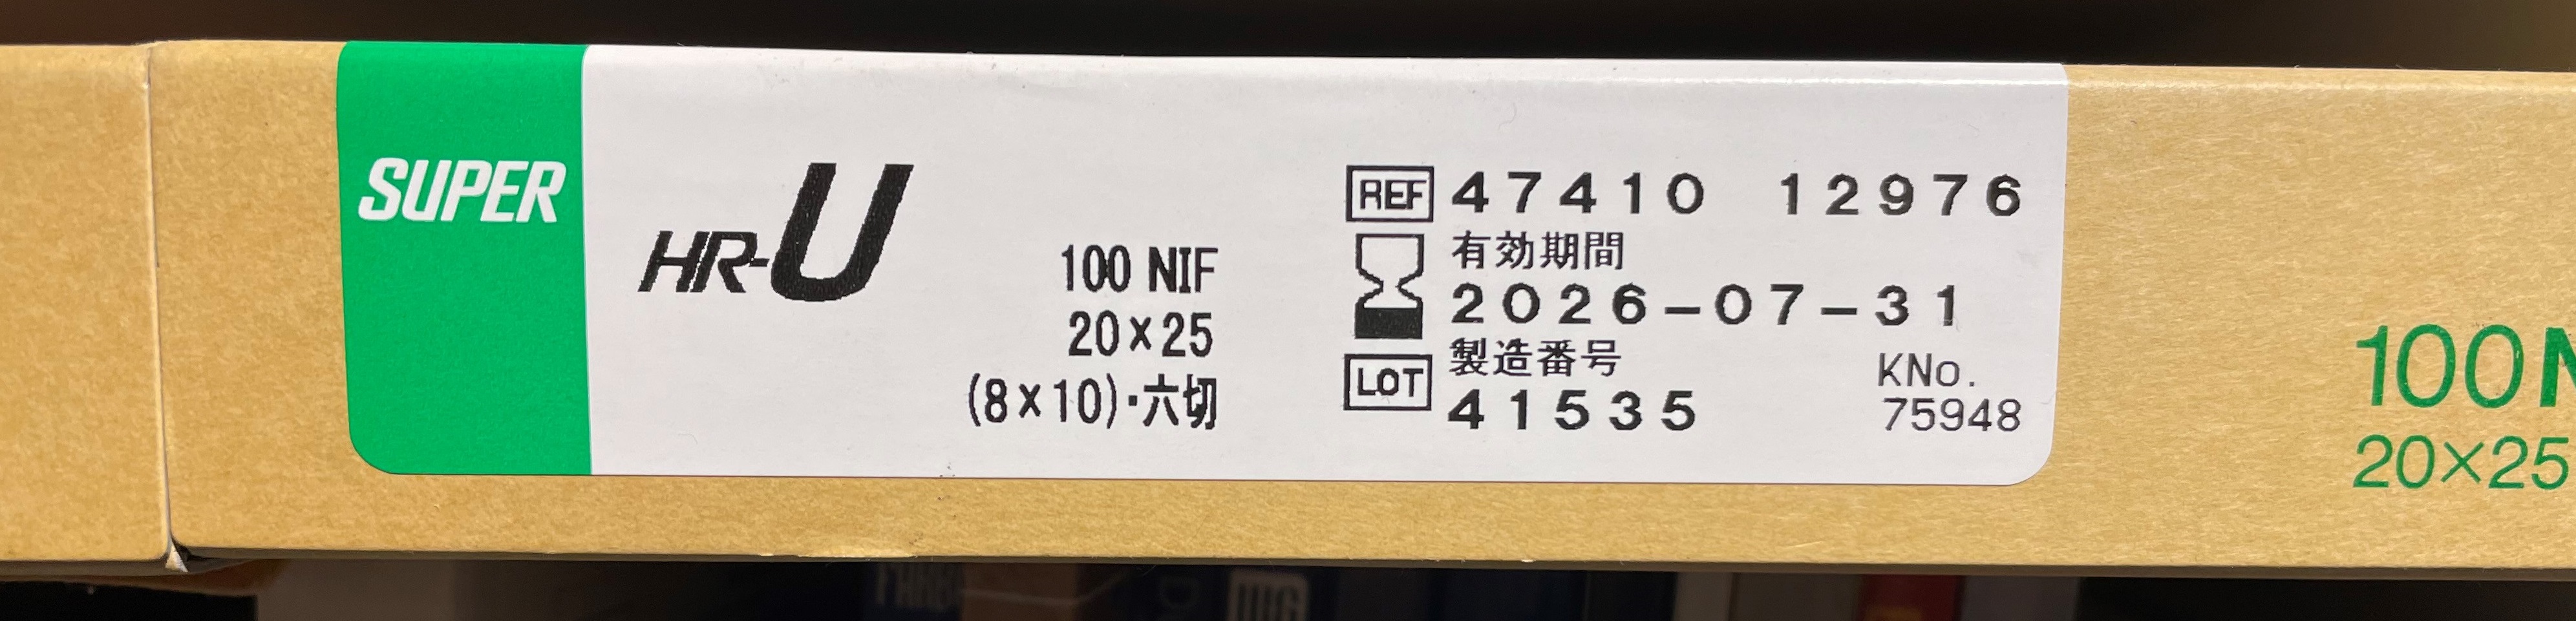 SUPER
HR-U
100 NIF
20×25
(8×10)・六切
REF 47410 12976
有効期間
2026-07-31
製造番号
LOT 41535
KNo.
75948
100N
20×25